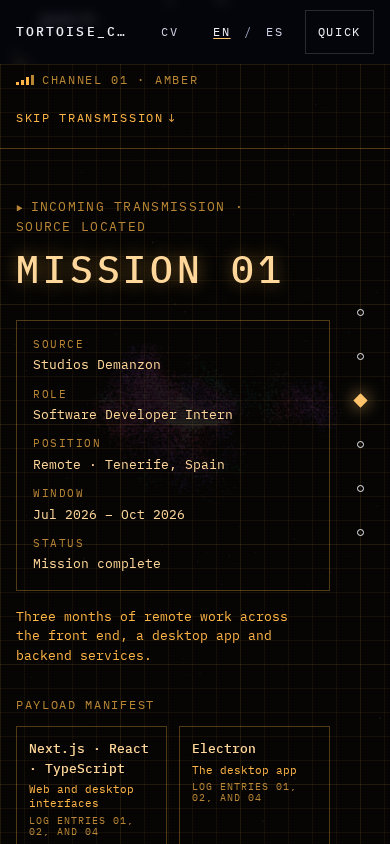 TORTOISE_C… CV EN / ES QUICK
CHANNEL 01 · AMBER
SKIP TRANSMISSION ↓
▶ INCOMING TRANSMISSION ·
SOURCE LOCATED
MISSION 01
SOURCE
Studios Demanzon
ROLE
Software Developer Intern
POSITION
Remote · Tenerife, Spain
WINDOW
Jul 2026 – Oct 2026
STATUS
Mission complete
Three months of remote work across
the front end, a desktop app and
backend services.
PAYLOAD MANIFEST
Next.js · React
· TypeScript
Web and desktop
interfaces
LOG ENTRIES 01,
02, AND 04
Electron
The desktop app
LOG ENTRIES 01,
02, AND 04